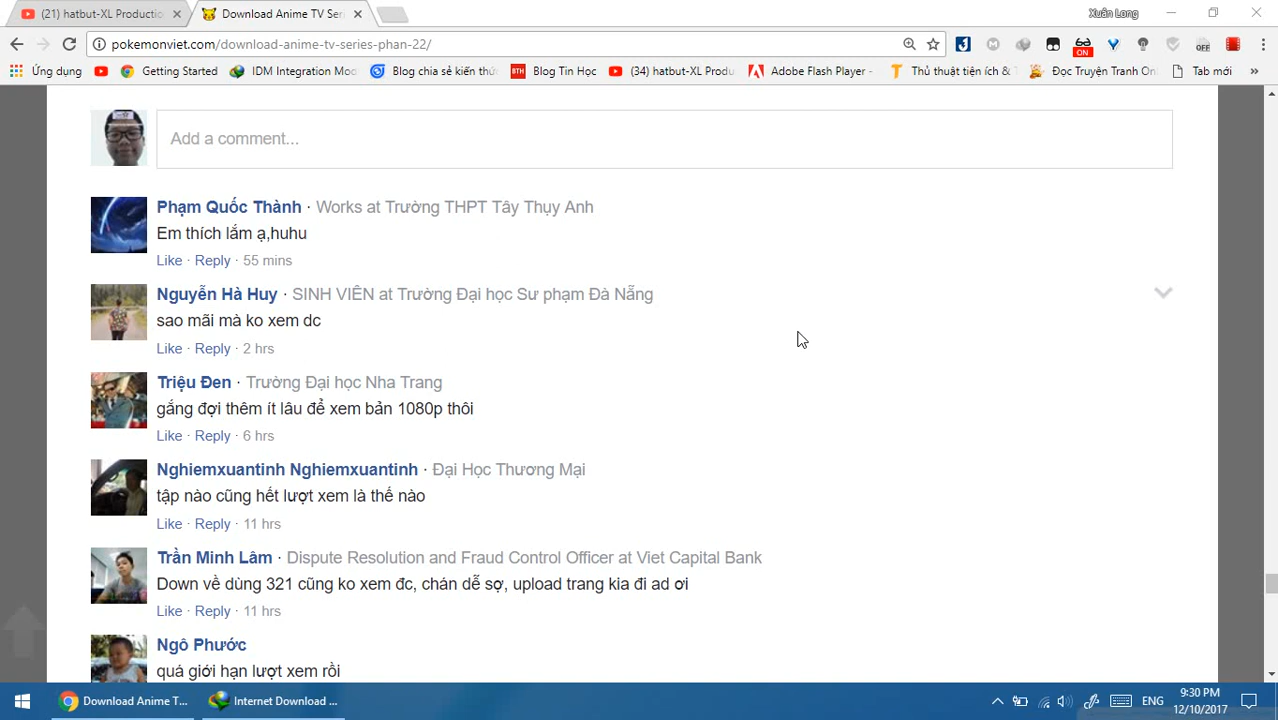 (21) hatbut-XL Productio
Download Anime TV Ser
Xuân Long
pokemonviet.com/download-anime-tv-series-phan-22/
ON
OFF
Ứng dụng
Getting Started
IDM Integration Mod
Blog chia sẻ kiến thức
BTH
Blog Tin Học
(34) hatbut-XL Produ
Adobe Flash Player -
Thủ thuật tiện ích &
Đọc Truyện Tranh Onl
Tab mới
»
Add a comment...
Phạm Quốc Thành · Works at Trường THPT Tây Thụy Anh
Em thích lắm ạ,huhu
Like · Reply · 55 mins
Nguyễn Hà Huy · SINH VIÊN at Trường Đại học Sư phạm Đà Nẵng
sao mãi mà ko xem dc
Like · Reply · 2 hrs
Triệu Đen · Trường Đại học Nha Trang
gắng đợi thêm ít lâu để xem bản 1080p thôi
Like · Reply · 6 hrs
Nghiemxuantinh Nghiemxuantinh · Đại Học Thương Mại
tập nào cũng hết lượt xem là thế nào
Like · Reply · 11 hrs
Trần Minh Lâm · Dispute Resolution and Fraud Control Officer at Viet Capital Bank
Down về dùng 321 cũng ko xem đc, chán dễ sợ, upload trang kia đi ad ơi
Like · Reply · 11 hrs
Ngô Phước
quá giới hạn lượt xem rồi
Download Anime T...
Internet Download ...
ENG
9:30 PM
12/10/2017